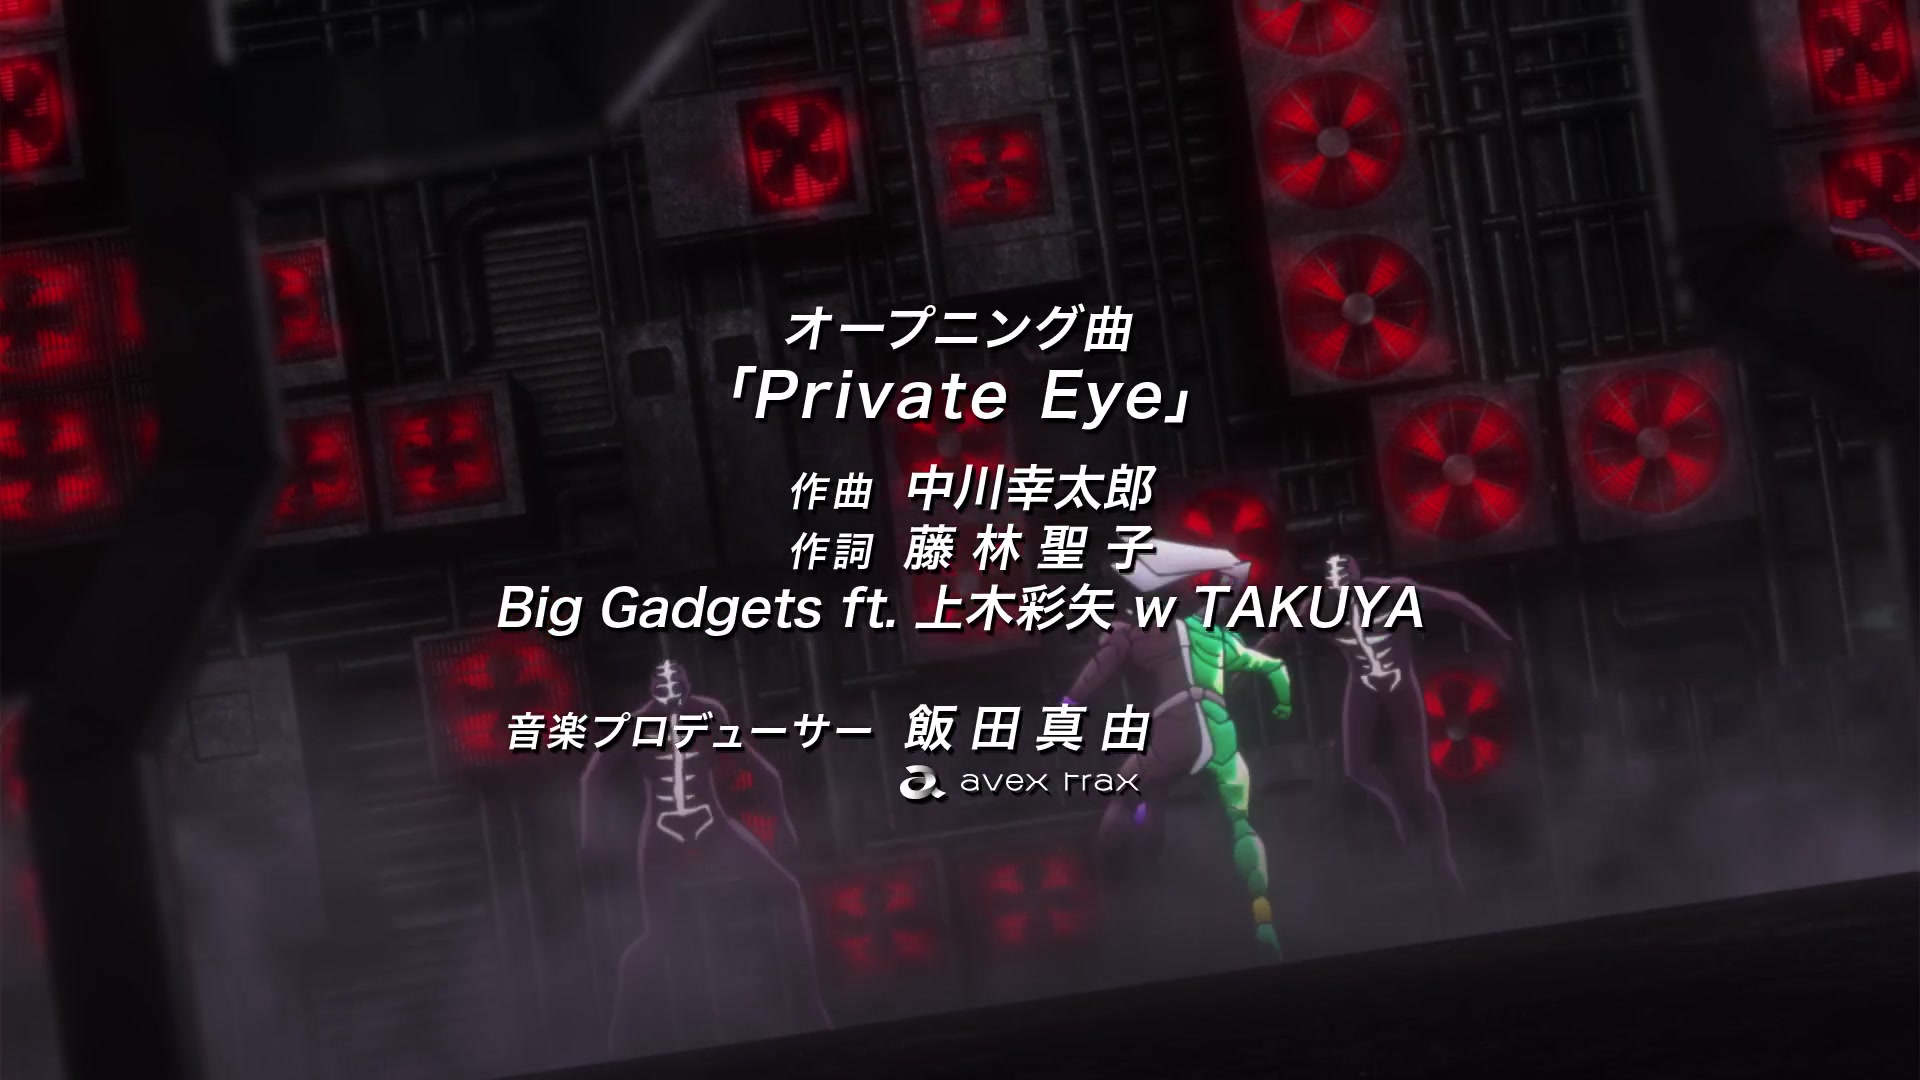 オープニング曲
「Private Eye」
作曲 中川幸太郎
作詞 藤林聖子
Big Gadgets ft. 上木彩矢 w TAKUYA
音楽プロデューサー 飯田真由
avex trax